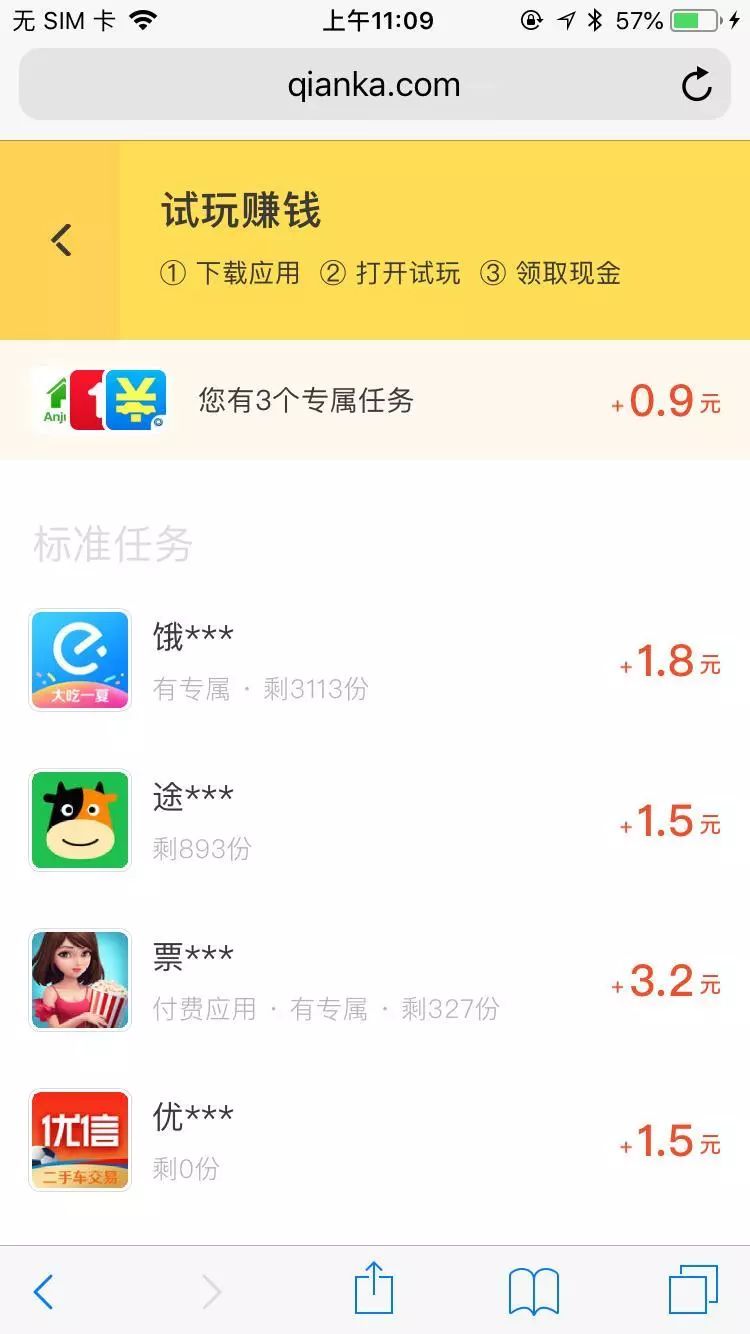 无 SIM 卡
上午11:09
57%
qianka.com
试玩赚钱
① 下载应用 ② 打开试玩 ③ 领取现金
Anju
1
您有3个专属任务
+0.9元
标准任务
大吃一夏
饿***
有专属 · 剩3113份
+1.8元
途***
剩893份
+1.5元
票***
付费应用 · 有专属 · 剩327份
+3.2元
优信
二手车交易
优***
剩0份
+1.5元